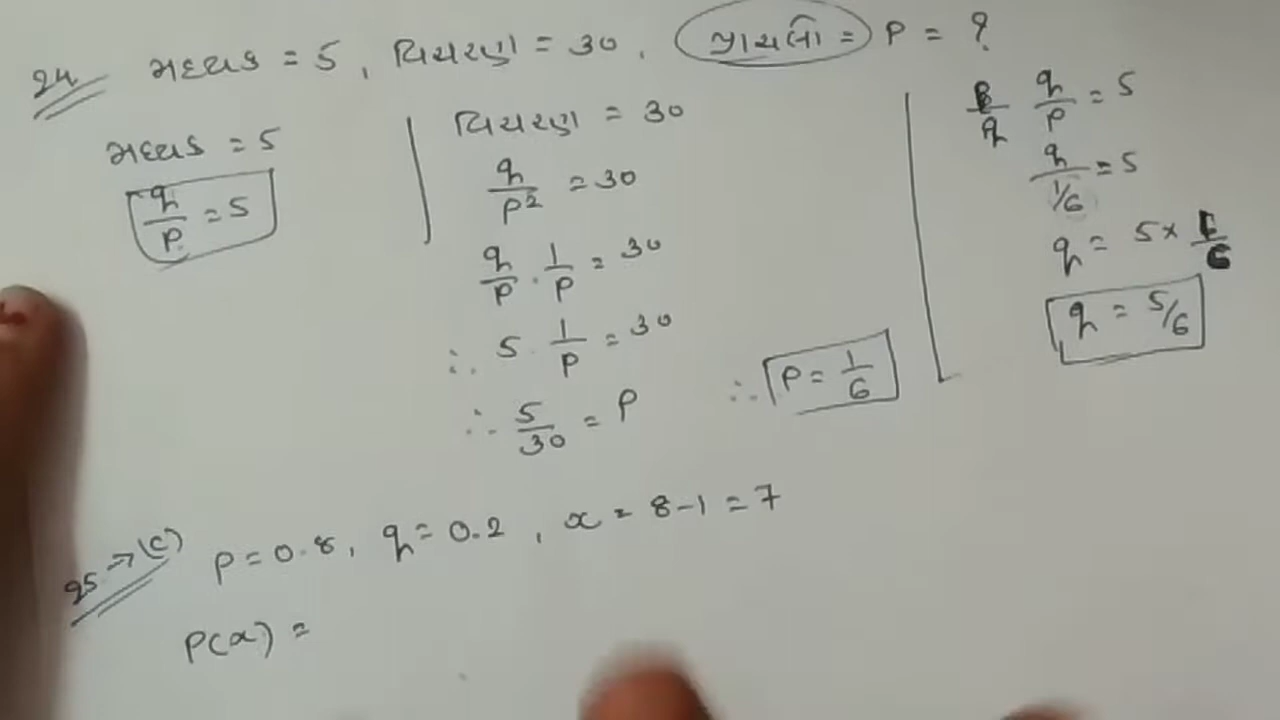 ૨૪ મધ્યક = 5, વિચરણ = 30, પ્રાચલો = P = ?
મધ્યક = 5
q/p = 5
વિચરણ = 30
q/p² = 30
q/p · 1/p = 30
∴ 5 · 1/p = 30
∴ 5/30 = p
∴ p = 1/6
q/p = 5
q/(1/6) = 5
q = 5 × 1/6
q = 5/6
૨૫ → (C) p = 0.8, q = 0.2, x = 8-1 = 7
p(x) =